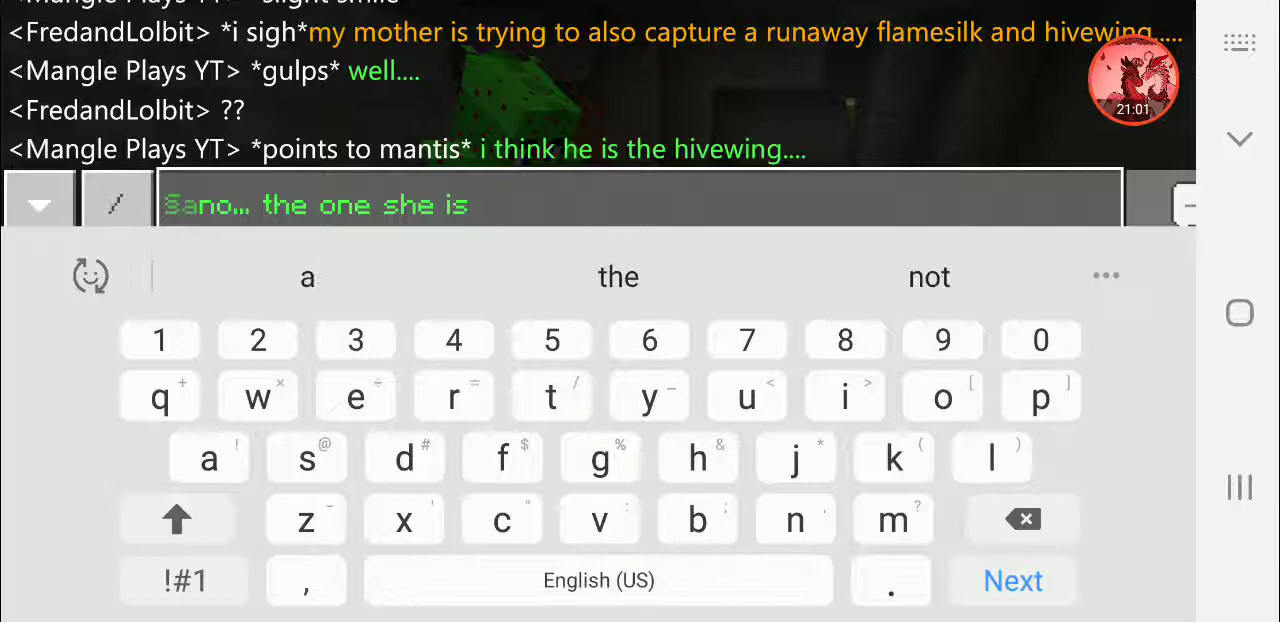 <FredandLolbit> *i sigh*my mother is trying to also capture a runaway flamesilk and hivewing.....
<Mangle Plays YT> *gulps* well....
<FredandLolbit> ??
<Mangle Plays YT> *points to mantis* i think he is the hivewing....
21:01
/ no... the one she is
a the not
1 2 3 4 5 6 7 8 9 0
q + w × e ÷ r = t / y _ u < i > o [ p ]
a ! s @ d # f $ g % h & j * k ( l )
z - x ' c " v : b ; n , m ?
!#1 , English (US) . Next